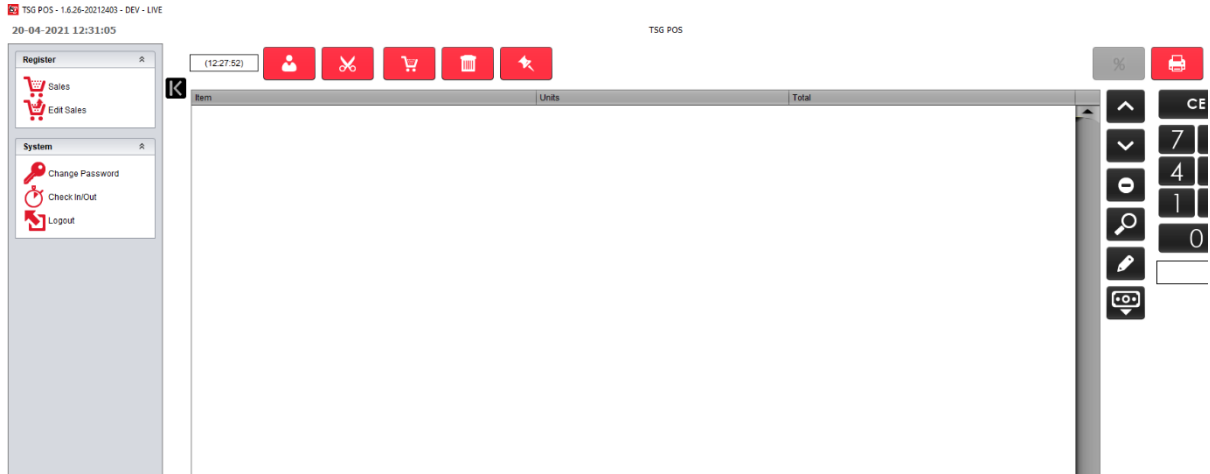 TSG POS - 1.6.26-20212403 - DEV - LIVE
20-04-2021 12:31:05
TSG POS
Register
Sales
Edit Sales
System
Change Password
Check In/Out
Logout
(12:27:52)
%
Item Units Total
CE
7
4
1
0